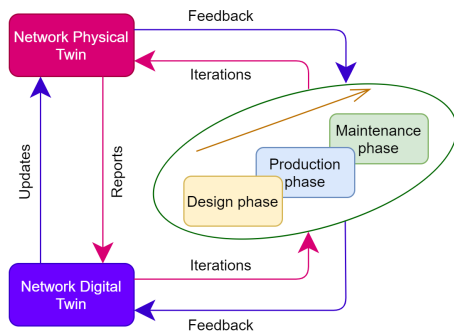 Feedback
Network Physical
Twin
Iterations
Maintenance
phase
Updates
Reports
Production
phase
Design phase
Iterations
Network Digital
Twin
Feedback